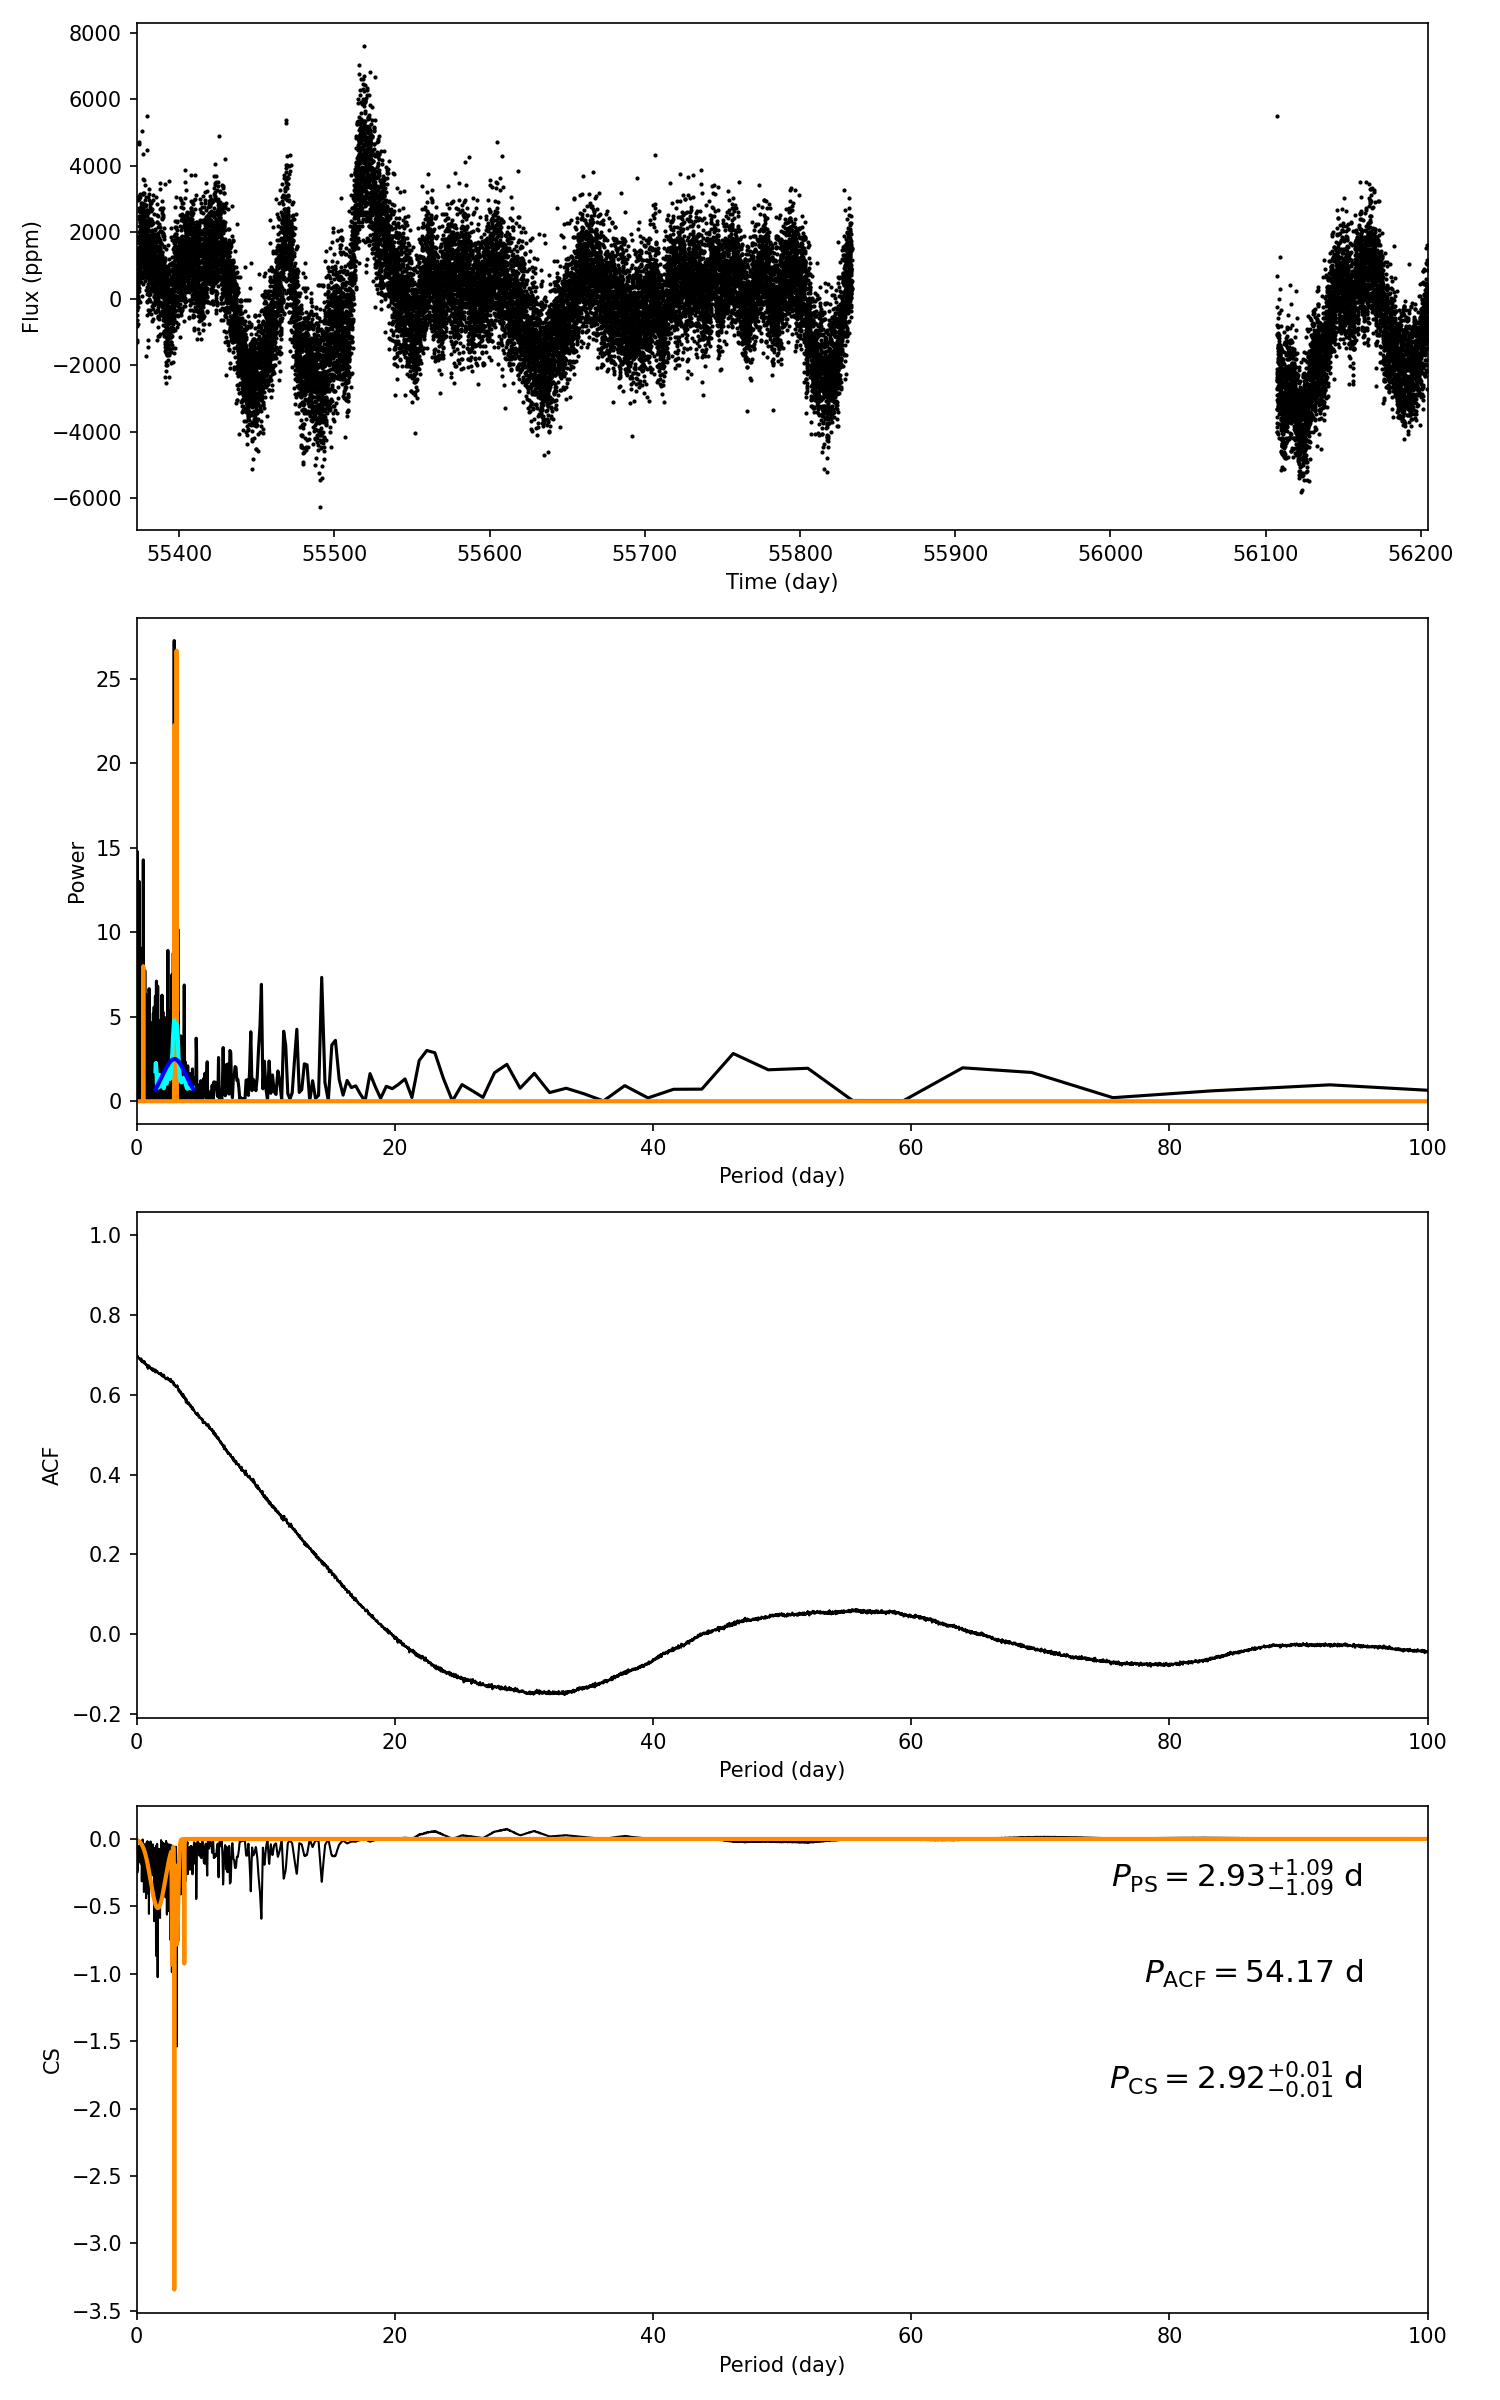 8000
6000
4000
2000
0
−2000
−4000
−6000
Flux (ppm)
55400 55500 55600 55700 55800 55900 56000 56100 56200
Time (day)
25
20
15
10
5
0
Power
0 20 40 60 80 100
Period (day)
1.0
0.8
0.6
0.4
0.2
0.0
−0.2
ACF
0 20 40 60 80 100
Period (day)
0.0
−0.5
−1.0
−1.5
−2.0
−2.5
−3.0
−3.5
CS
P_PS = 2.93^{+1.09}_{−1.09} d
P_ACF = 54.17 d
P_CS = 2.92^{+0.01}_{−0.01} d
0 20 40 60 80 100
Period (day)